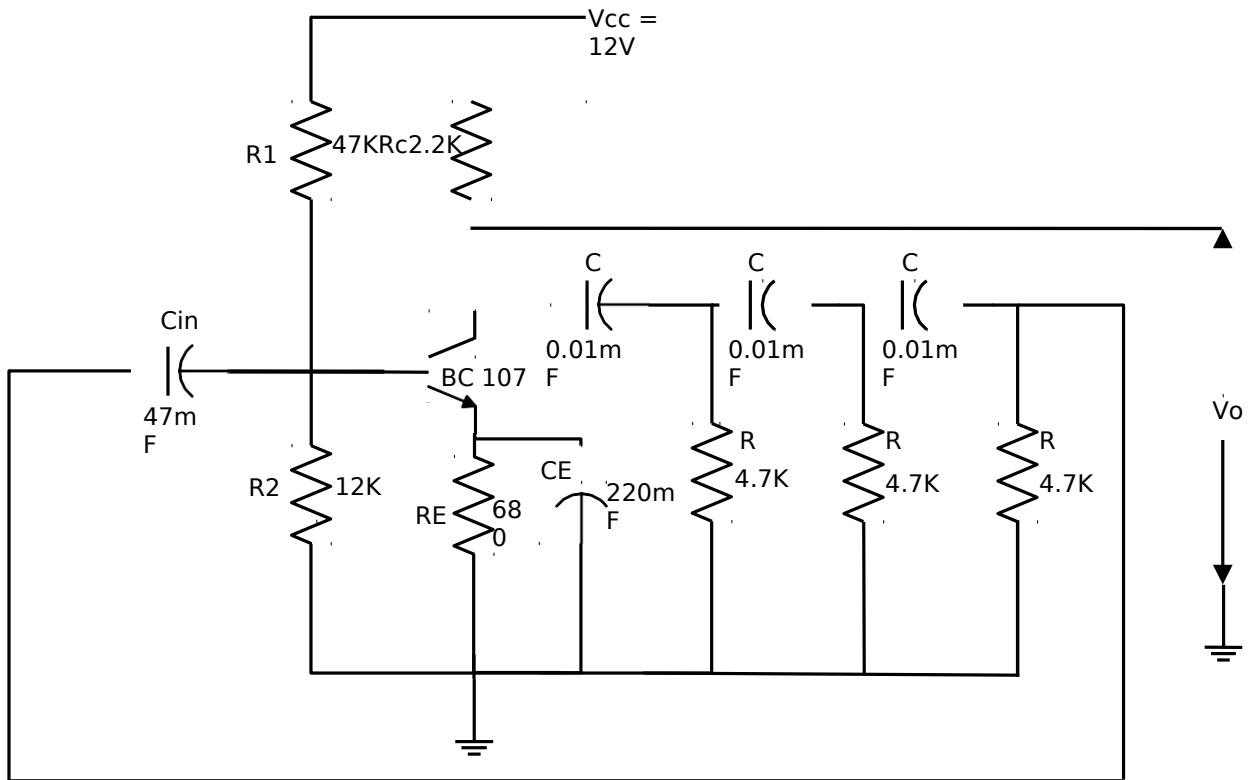 Vcc =
12V
R1
47KRc2.2K
C
C
C
Cin
0.01m
F
0.01m
F
0.01m
F
BC 107
47m
F
Vo
R
4.7K
R
4.7K
R
4.7K
R2
12K
CE
220m
F
RE
68
0